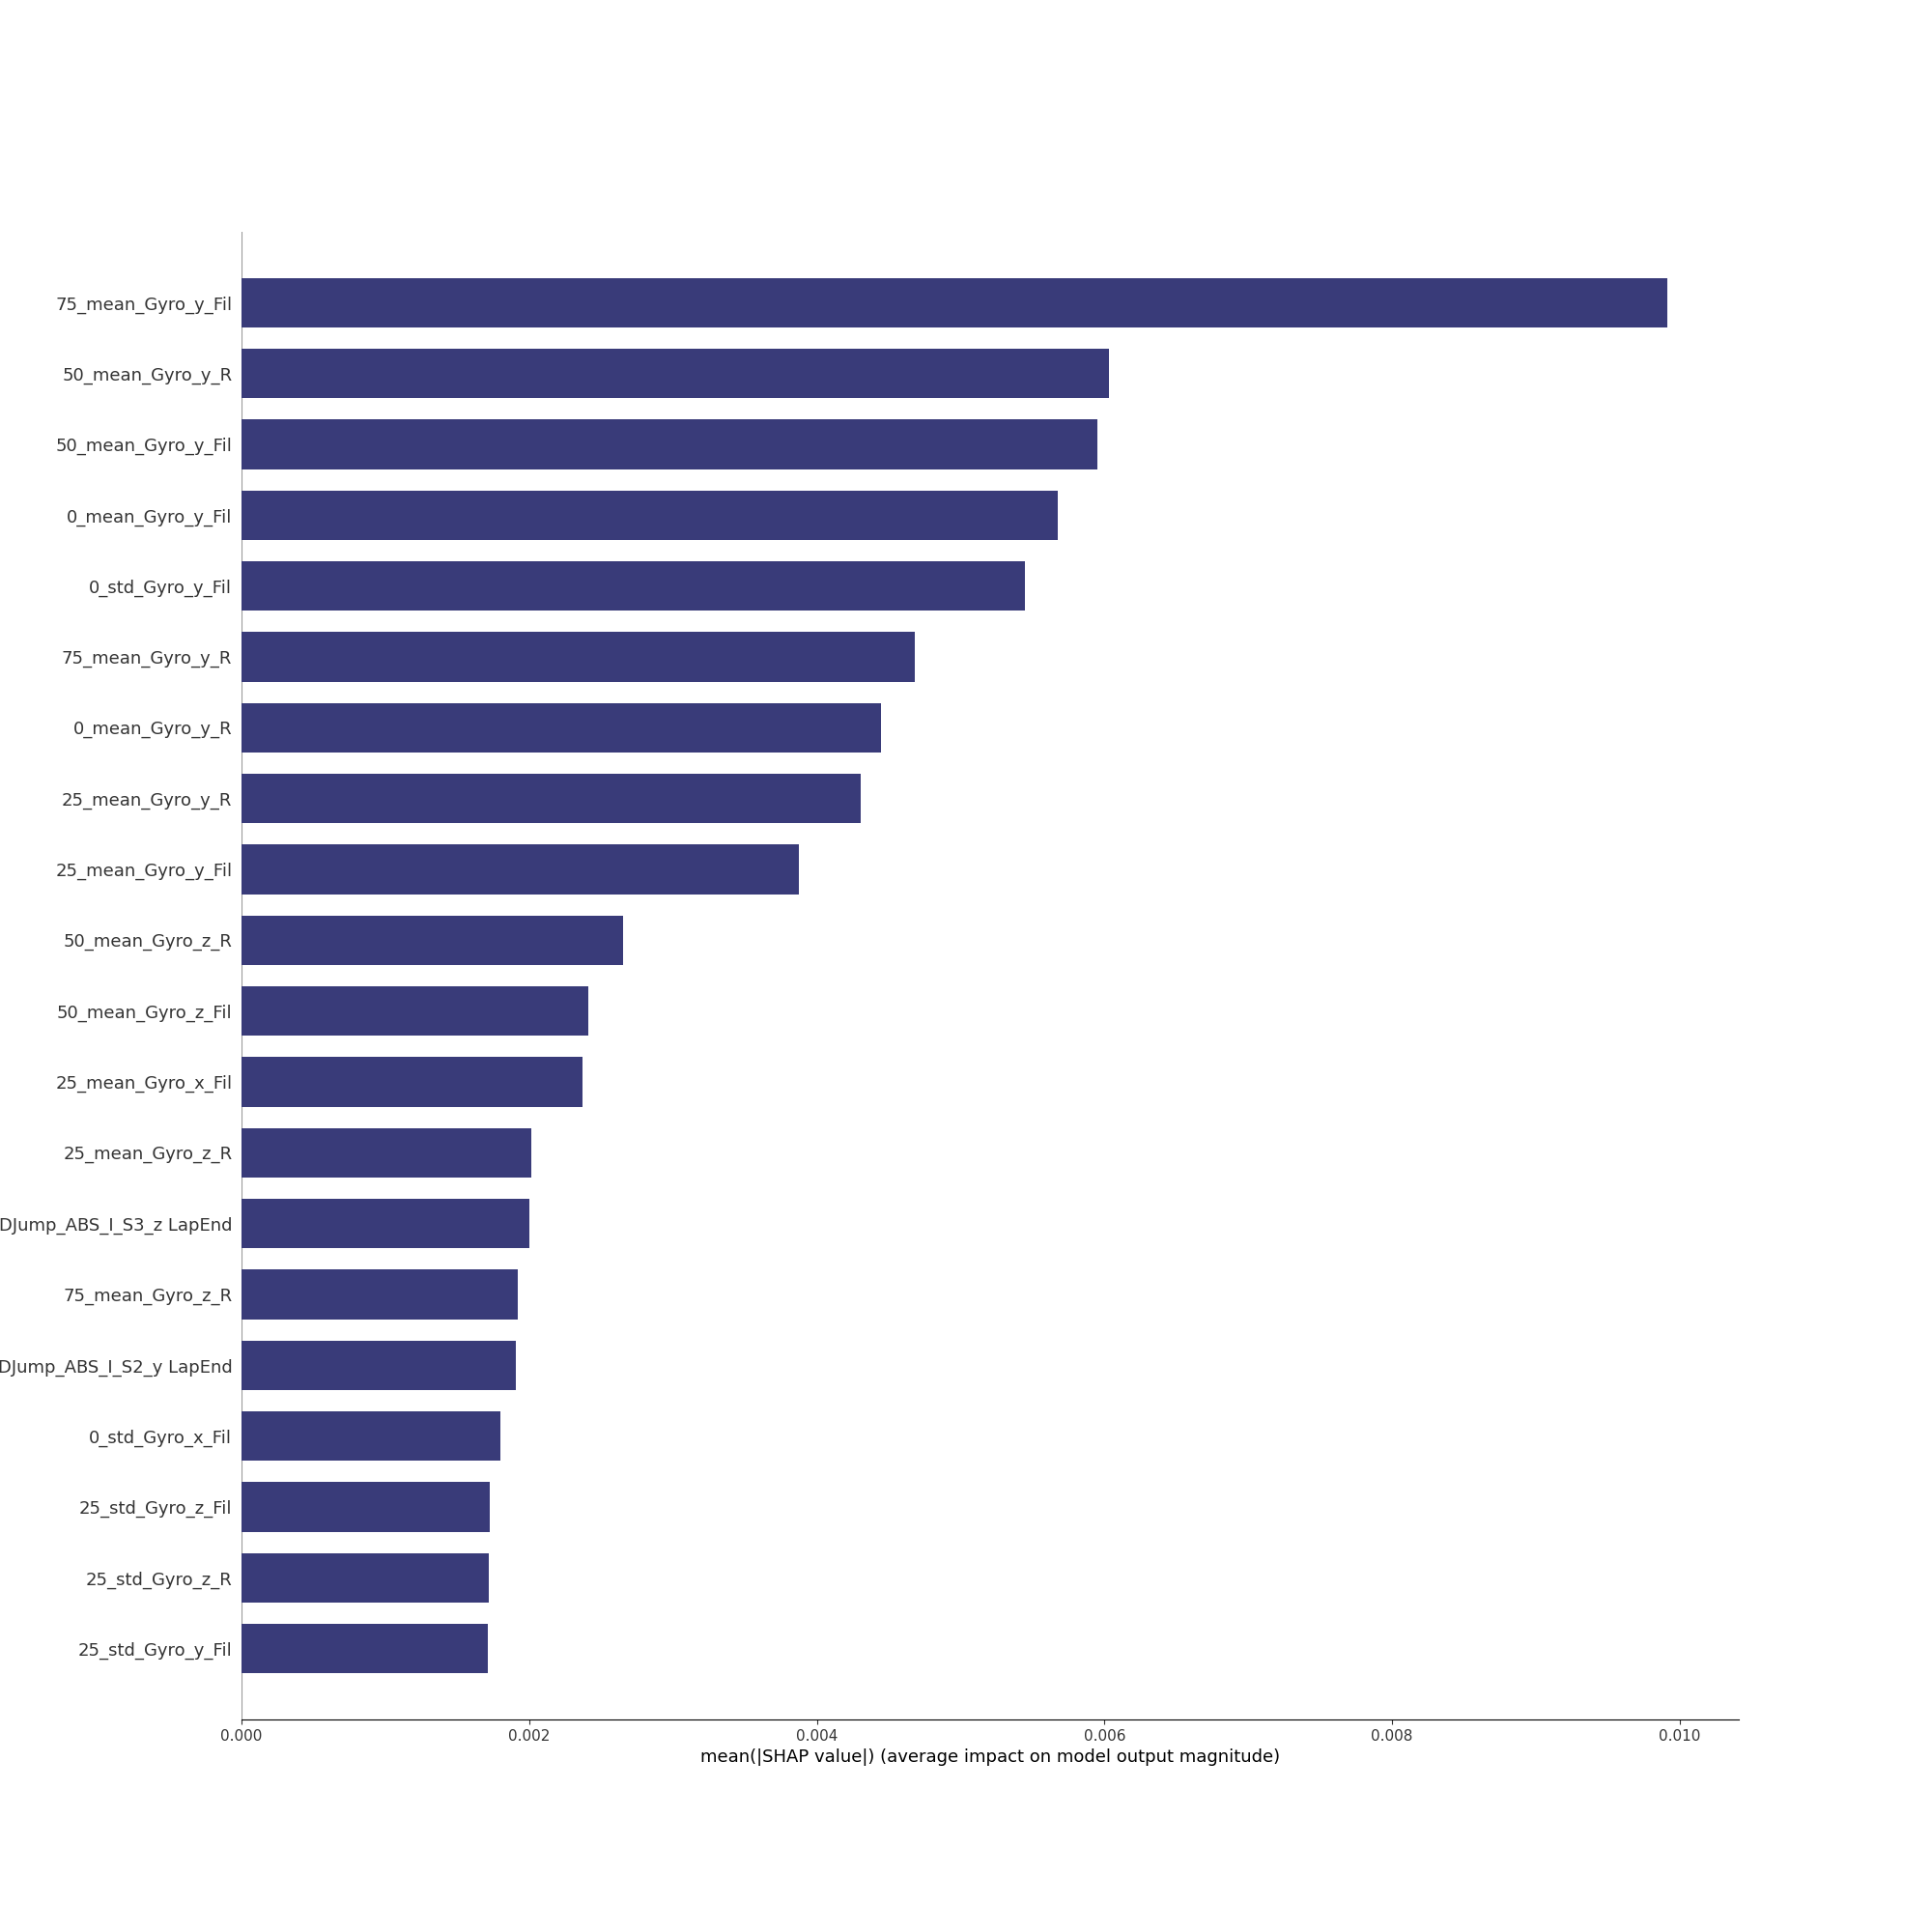 75_mean_Gyro_y_Fil
50_mean_Gyro_y_R
50_mean_Gyro_y_Fil
0_mean_Gyro_y_Fil
0_std_Gyro_y_Fil
75_mean_Gyro_y_R
0_mean_Gyro_y_R
25_mean_Gyro_y_R
25_mean_Gyro_y_Fil
50_mean_Gyro_z_R
50_mean_Gyro_z_Fil
25_mean_Gyro_x_Fil
25_mean_Gyro_z_R
DJump_ABS_I_S3_z LapEnd
75_mean_Gyro_z_R
DJump_ABS_I_S2_y LapEnd
0_std_Gyro_x_Fil
25_std_Gyro_z_Fil
25_std_Gyro_z_R
25_std_Gyro_y_Fil
0.000 0.002 0.004 0.006 0.008 0.010
mean(|SHAP value|) (average impact on model output magnitude)